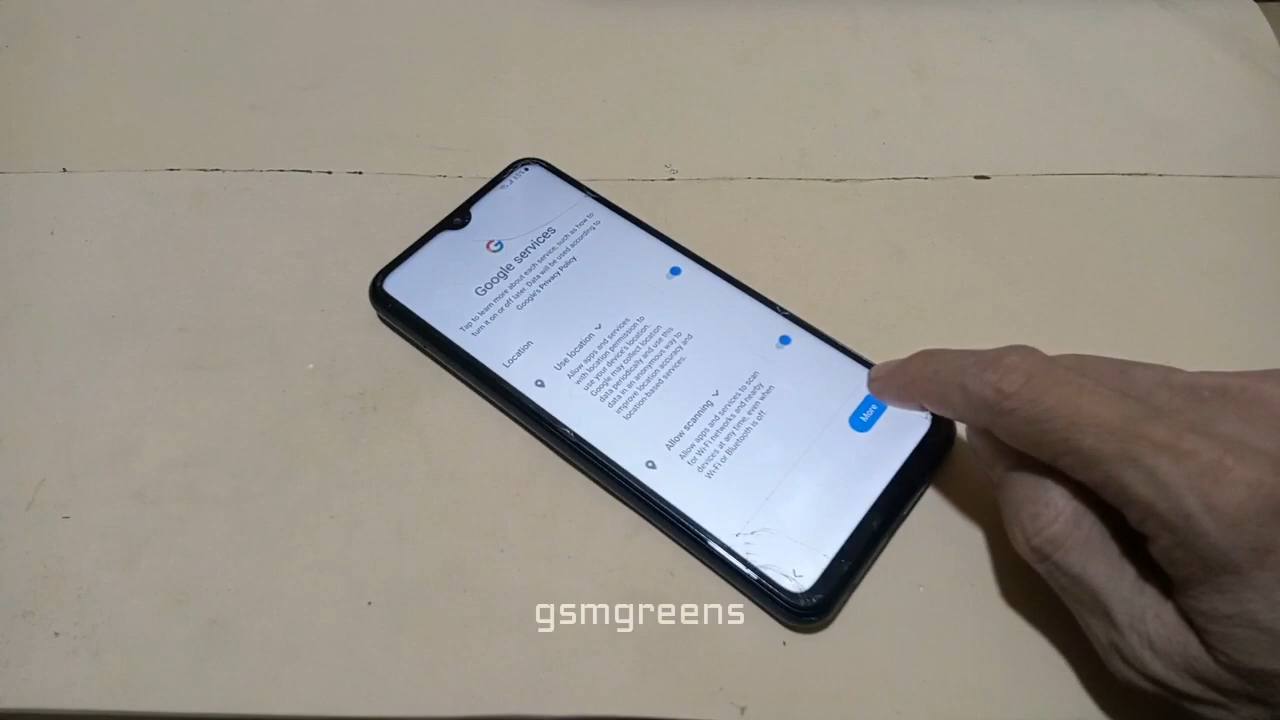 Google services
Tap to learn more about each service, such as how to
turn it on or off later. Data will be used according to
Google's Privacy Policy
Location
Use location
Allow apps and services
with location permission to
use your device's location.
Google may collect location
data periodically and use this
data in an anonymous way to
improve location accuracy and
location-based services.
Allow scanning
Allow apps and services to scan
for Wi-Fi networks and nearby
devices at any time, even when
Wi-Fi or Bluetooth is off.
More
gsmgreens